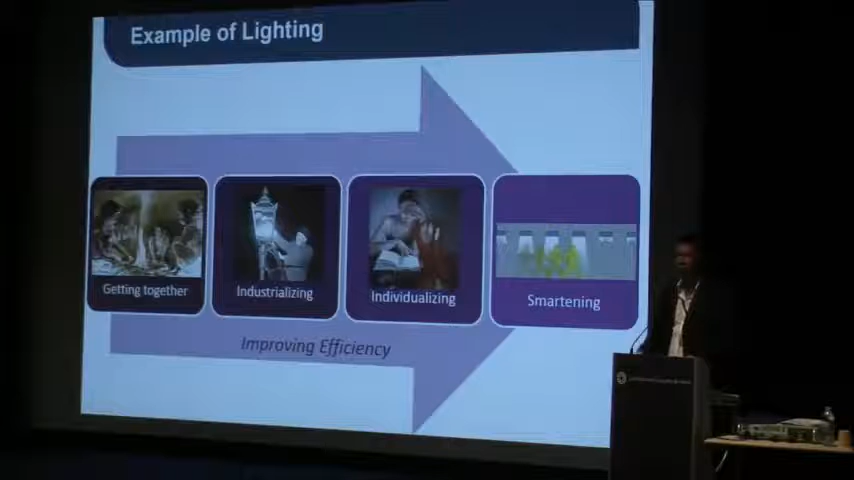 Example of Lighting
Getting together
Industrializing
Individualizing
Smartening
Improving Efficiency